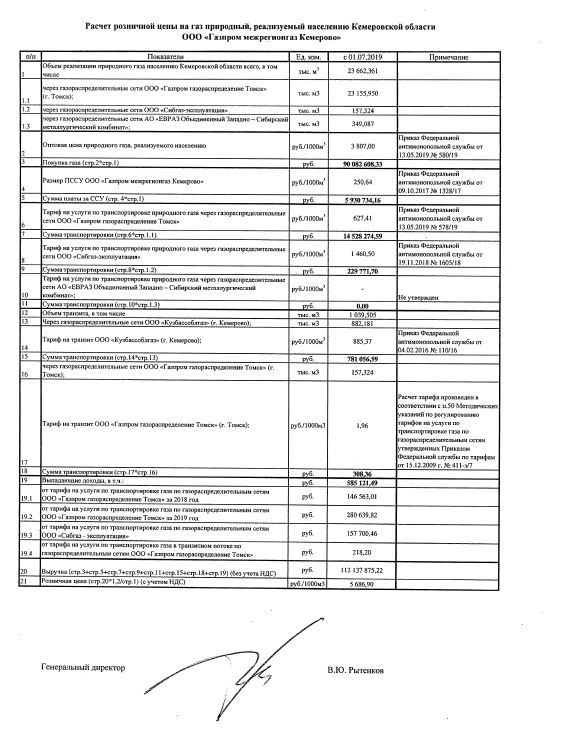 Расчет розничной цены на газ природный, реализуемый населению Кемеровской области
ООО «Газпром межрегионгаз Кемерово»
п/п Показатели Ед. изм. с 01.07.2019 Примечание
1 Объем реализации природного газа населению Кемеровской области всего, в том
числе тыс. м³ 23 662,361
1.1 через газораспределительные сети ООО «Газпром газораспределение Томск»
(г. Томск); тыс. м3 23 155,950
1.2 через газораспределительные сети ООО «Сибгаз-эксплуатация» тыс. м3 157,324
1.3 через газораспределительные сети АО «ЕВРАЗ Объединенный Западно – Сибирский
металлургический комбинат»; тыс. м3 349,087
2 Оптовая цена природного газа, реализуемого населению руб./1000м³ 3 807,00 Приказ Федеральной
антимонопольной службы от
13.05.2019 № 580/19
3 Покупка газа (стр.2*стр.1) руб. 90 082 608,33
4 Размер ПССУ ООО «Газпром межрегионгаз Кемерово» руб./1000м³ 250,64 Приказ Федеральной
антимонопольной службы от
09.10.2017 № 1328/17
5 Сумма платы за ССУ (стр. 4*стр.1) руб. 5 930 734,16
6 Тариф на услуги по транспортировке природного газа через газораспределительные
сети ООО «Газпром газораспределение Томск» руб./1000м³ 627,41 Приказ Федеральной
антимонопольной службы от
13.05.2019 № 578/19
7 Сумма транспортировки (стр.6*стр.1.1) руб. 14 528 274,59
8 Тариф на услуги по транспортировке природного газа через газораспределительные
сети ООО «Сибгаз-эксплуатация» руб./1000м³ 1 460,50 Приказ Федеральной
антимонопольной службы от
19.11.2018 № 1605/18
9 Сумма транспортировки (стр.8*стр.1.2) руб. 229 771,70
10 Тариф на услуги по транспортировке природного газа через газораспределительные
сети АО «ЕВРАЗ Объединенный Западно – Сибирский металлургический
комбинат»; руб./1000м³ - Не утвержден
11 Сумма транспортировки (стр.10*стр.1.3) руб. 0,00
12 Объем транзита, в том числе тыс. м3 1 039,505
13 Через газораспределительные сети ООО «Кузбассоблгаз» (г. Кемерово); тыс. м3 882,181
14 Тариф на транзит ООО «Кузбассоблгаз» (г. Кемерово); руб./1000м³ 885,37 Приказ Федеральной
антимонопольной службы от
04.02.2016 № 110/16
15 Сумма транспортировки (стр.14*стр.13) руб. 781 056,59
16 через газораспределительные сети ООО «Газпром газораспределение Томск» (г.
Томск); тыс. м3 157,324
17 Тариф на транзит ООО «Газпром газораспределение Томск» (г. Томск); руб./1000м³ 1,96 Расчет тарифа произведен в
соответствии с п.50 Методических
указаний по регулированию
тарифов на услуги по
транспортировке газа по
газораспределительным сетям
утвержденных Приказом
Федеральной службы по тарифам
от 15.12.2009 г. № 411-э/7
18 Сумма транспортировки (стр.17*стр.16) руб. 308,36
19 Выпадающие доходы, в т.ч.: руб. 585 121,49
19.1 от тарифа на услуги по транспортировке газа по газораспределительным сетям
ООО «Газпром газораспределение Томск» за 2018 год руб. 146 563,01
19.2 от тарифа на услуги по транспортировке газа по газораспределительным сетям
ООО «Газпром газораспределение Томск» за 2019 год руб. 280 639,82
19.3 от тарифа на услуги по транспортировке газа по газораспределительным сетям
ООО «Сибгаз - эксплуатация» руб. 157 700,46
19.4 от тарифа на услуги по транспортировке газа в транзитном потоке по
газораспределительным сетям ООО «Газпром газораспределение Томск» руб. 218,20
20 Выручка (стр.3+стр.5+стр.7+стр.9+стр.11+стр.15+стр.18+стр.19) (без учета НДС) руб. 112 137 875,22
21 Розничная цена (стр.20*1,2/стр.1) (с учетом НДС) руб./1000м3 5 686,90
Генеральный директор В.Ю. Рытенков